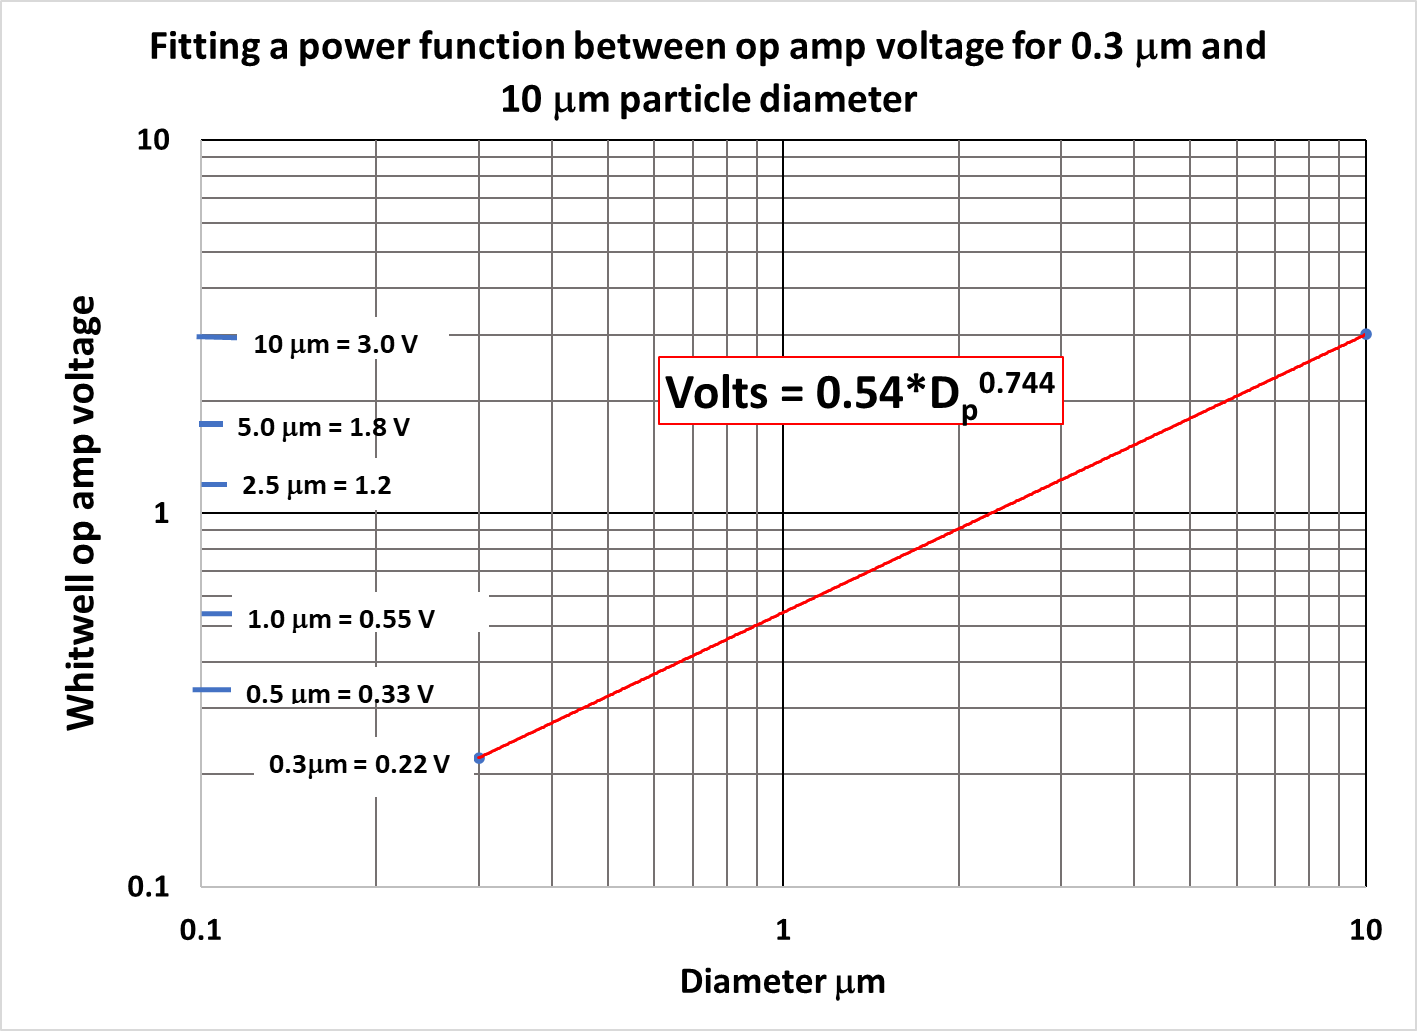 Fitting a power function between op amp voltage for 0.3 μm and
10 μm particle diameter
10
10 μm = 3.0 V
Volts = 0.54*Dp^0.744
5.0 μm = 1.8 V
2.5 μm = 1.2
1
1.0 μm = 0.55 V
0.5 μm = 0.33 V
0.3μm = 0.22 V
0.1
Whitwell op amp voltage
0.1
1
10
Diameter μm